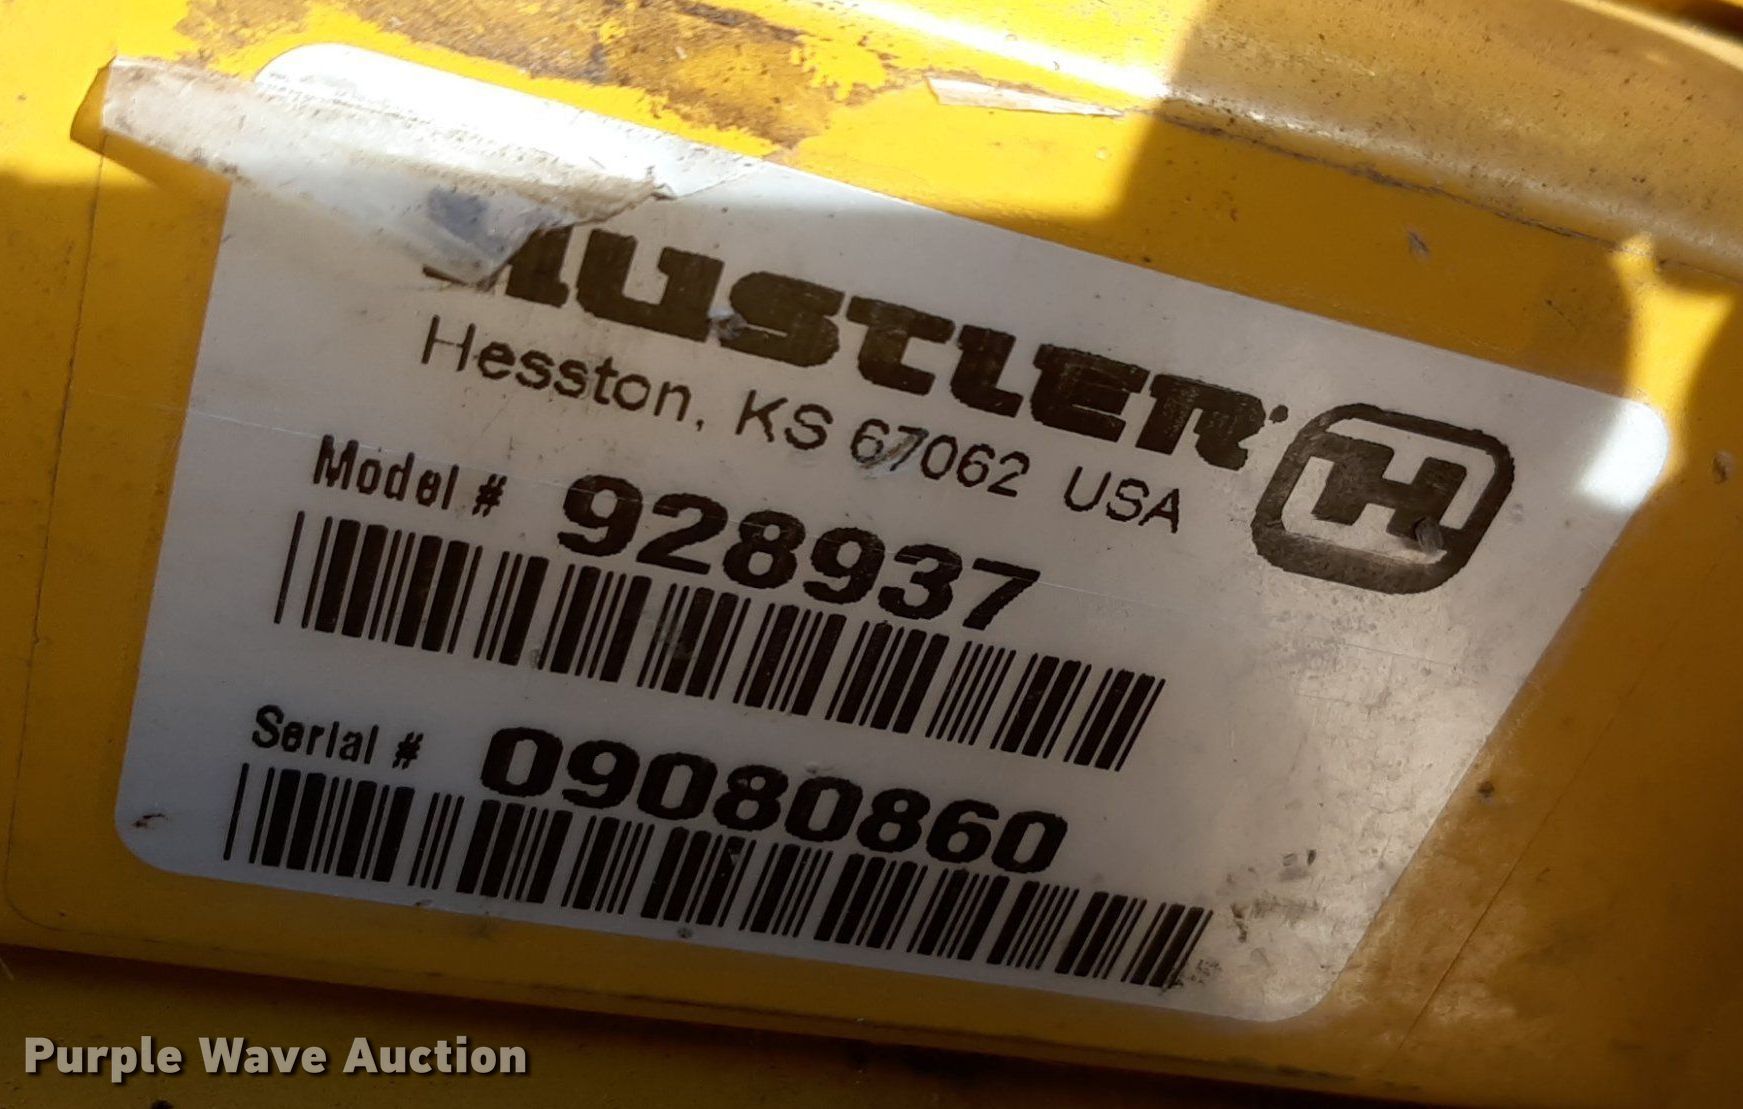 HUSTLER
Hesston, KS 67062 USA
Model # 928937
Serial # 09080860
Purple Wave Auction